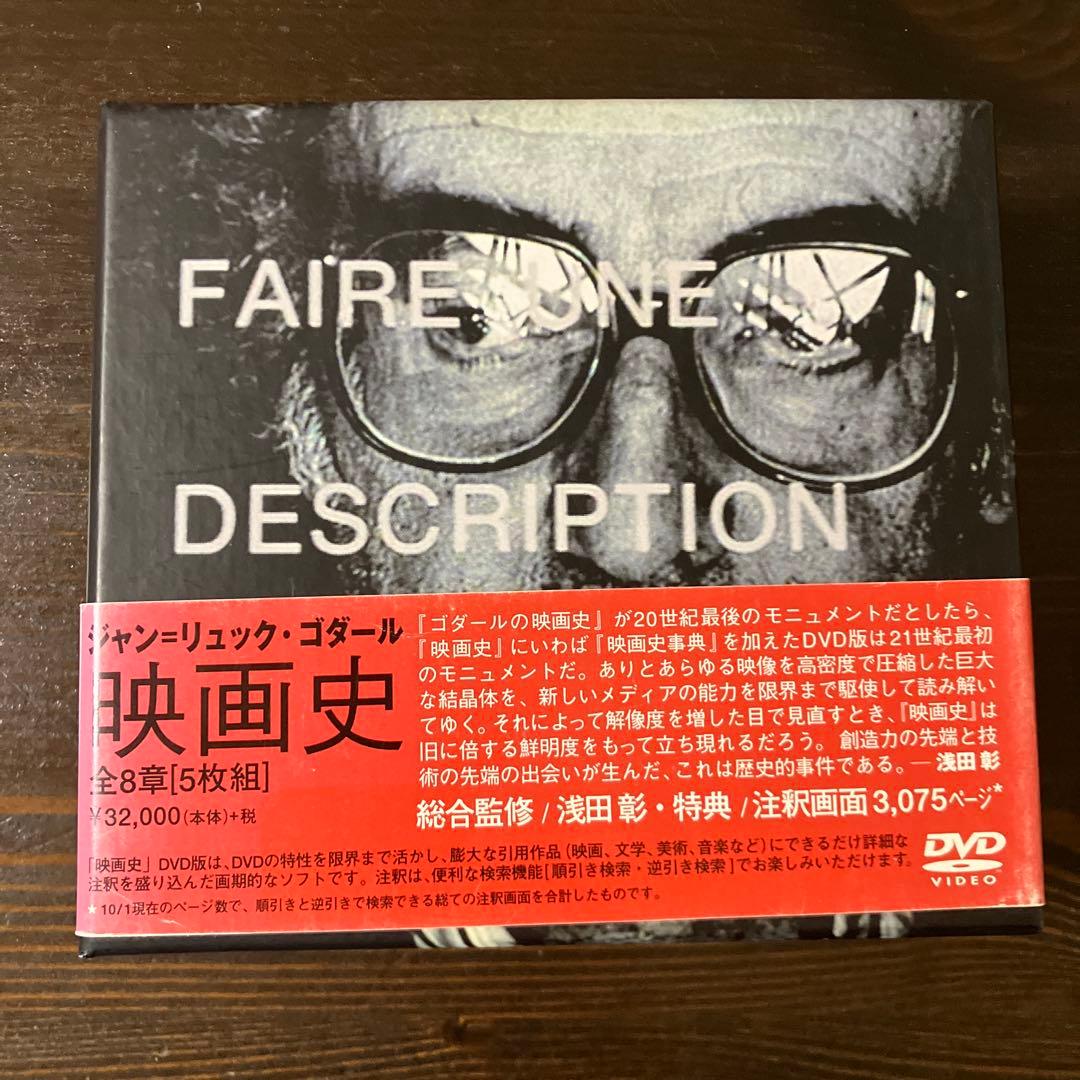 FAIRE UNE
DESCRIPTION
ジャン=リュック・ゴダール
映画史
全8章[5枚組]
¥32,000(本体)+税
『ゴダールの映画史』が20世紀最後のモニュメントだとしたら、
『映画史』にいわば『映画史事典』を加えたDVD版は21世紀最初
のモニュメントだ。ありとあらゆる映像を高密度で圧縮した巨大
な結晶体を、新しいメディアの能力を限界まで駆使して読み解い
てゆく。それによって解像度を増した目で見直すとき、『映画史』は
旧に倍する鮮明度をもって立ち現れるだろう。創造力の先端と技
術の先端の出会いが生んだ、これは歴史的事件である。—浅田 彰
総合監修/浅田 彰・特典/注釈画面3,075ページ*
「映画史」DVD版は、DVDの特性を限界まで活かし、膨大な引用作品(映画、文学、美術、音楽など)にできるだけ詳細な
注釈を盛り込んだ画期的なソフトです。注釈は、便利な検索機能[順引き検索・逆引き検索]でお楽しみいただけます。
★10/1現在のページ数で、順引きと逆引きで検索できる総ての注釈画面を合計したものです。
DVD
VIDEO